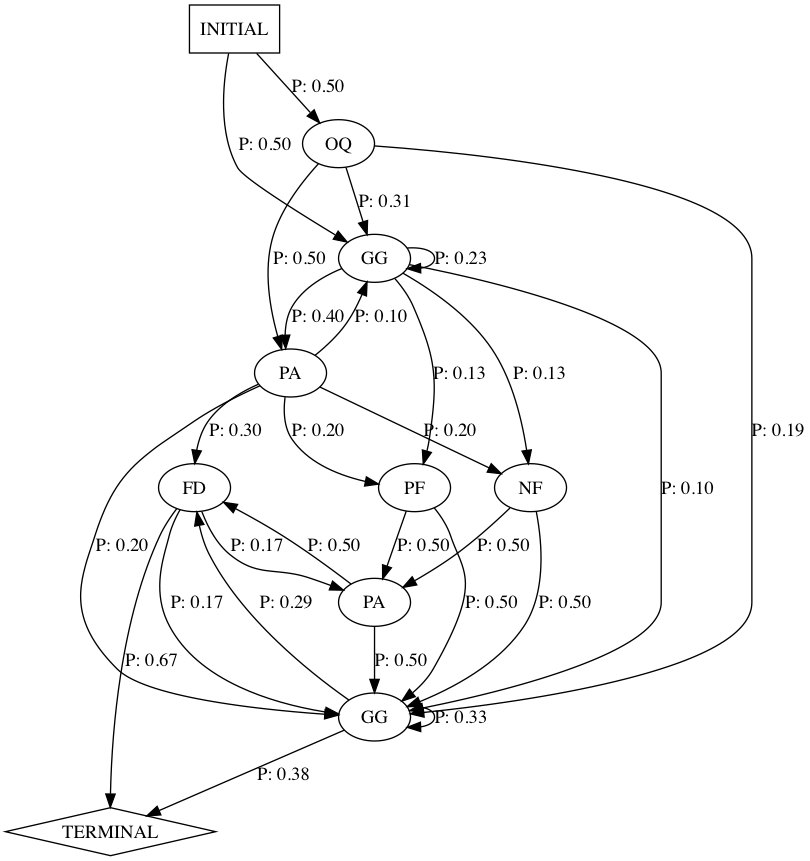 INITIAL
P: 0.50
OQ
P: 0.50
P: 0.31
GG
P: 0.50
P: 0.23
P: 0.40
P: 0.10
PA
P: 0.13
P: 0.13
P: 0.30
P: 0.20
P: 0.20
P: 0.19
FD
PF
NF
P: 0.10
P: 0.20
P: 0.17
P: 0.50
P: 0.50
P: 0.50
P: 0.17
P: 0.29
PA
P: 0.50
P: 0.50
P: 0.67
P: 0.50
GG
P: 0.33
P: 0.38
TERMINAL